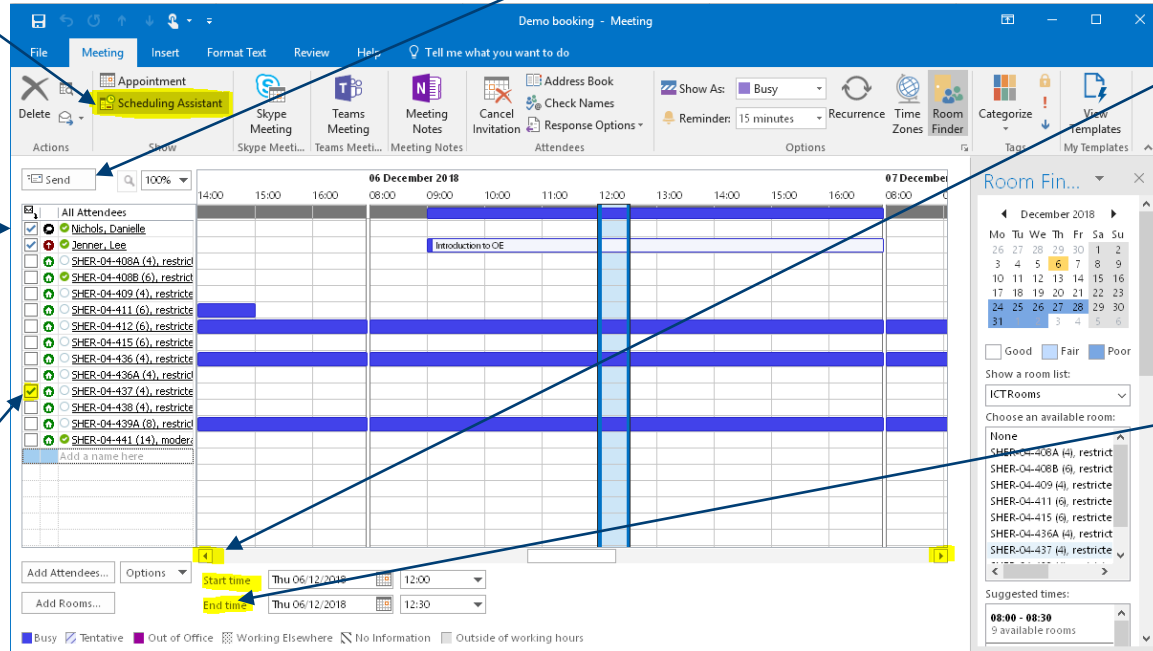 Demo booking - Meeting
File Meeting Insert Format Text Review Help Tell me what you want to do
Delete
Actions
Appointment
Scheduling Assistant
Show
Skype Meeting
Skype Meeti...
Teams Meeting
Teams Meeti...
Meeting Notes
Meeting Notes
Cancel Invitation
Address Book
Check Names
Response Options
Attendees
Show As: Busy
Reminder: 15 minutes
Recurrence
Time Zones
Room Finder
Options
Categorize
Tags
View Templates
My Templates
Send 100%
06 December 2018 07 December
14:00 15:00 16:00 08:00 09:00 10:00 11:00 12:00 13:00 14:00 15:00 16:00 08:00
All Attendees
Nichols, Danielle
Jenner, Lee
Introduction to OE
SHER-04-408A (4), restric
SHER-04-408B (6), restrict
SHER-04-409 (4), restricte
SHER-04-411 (6), restricte
SHER-04-412 (6), restricte
SHER-04-415 (6), restricte
SHER-04-436 (4), restricte
SHER-04-436A (4), restric
SHER-04-437 (4), restricte
SHER-04-438 (4), restricte
SHER-04-439A (8), restric
SHER-04-441 (14), modera
Add a name here
Add Attendees... Options
Add Rooms...
Start time Thu 06/12/2018 12:00
End time Thu 06/12/2018 12:30
Busy Tentative Out of Office Working Elsewhere No Information Outside of working hours
Room Fin...
December 2018
Mo Tu We Th Fr Sa Su
26 27 28 29 30 1 2
3 4 5 6 7 8 9
10 11 12 13 14 15 16
17 18 19 20 21 22 23
24 25 26 27 28 29 30
31 3 4 5 6
Good Fair Poor
Show a room list:
ICTRooms
Choose an available room:
None
SHER-04-408A (4), restrict
SHER-04-408B (6), restrict
SHER-04-409 (4), restricte
SHER-04-411 (6), restricte
SHER-04-415 (6), restricte
SHER-04-436A (4), restrict
SHER-04-437 (4), restricte
Suggested times:
08:00 - 08:30
9 available rooms